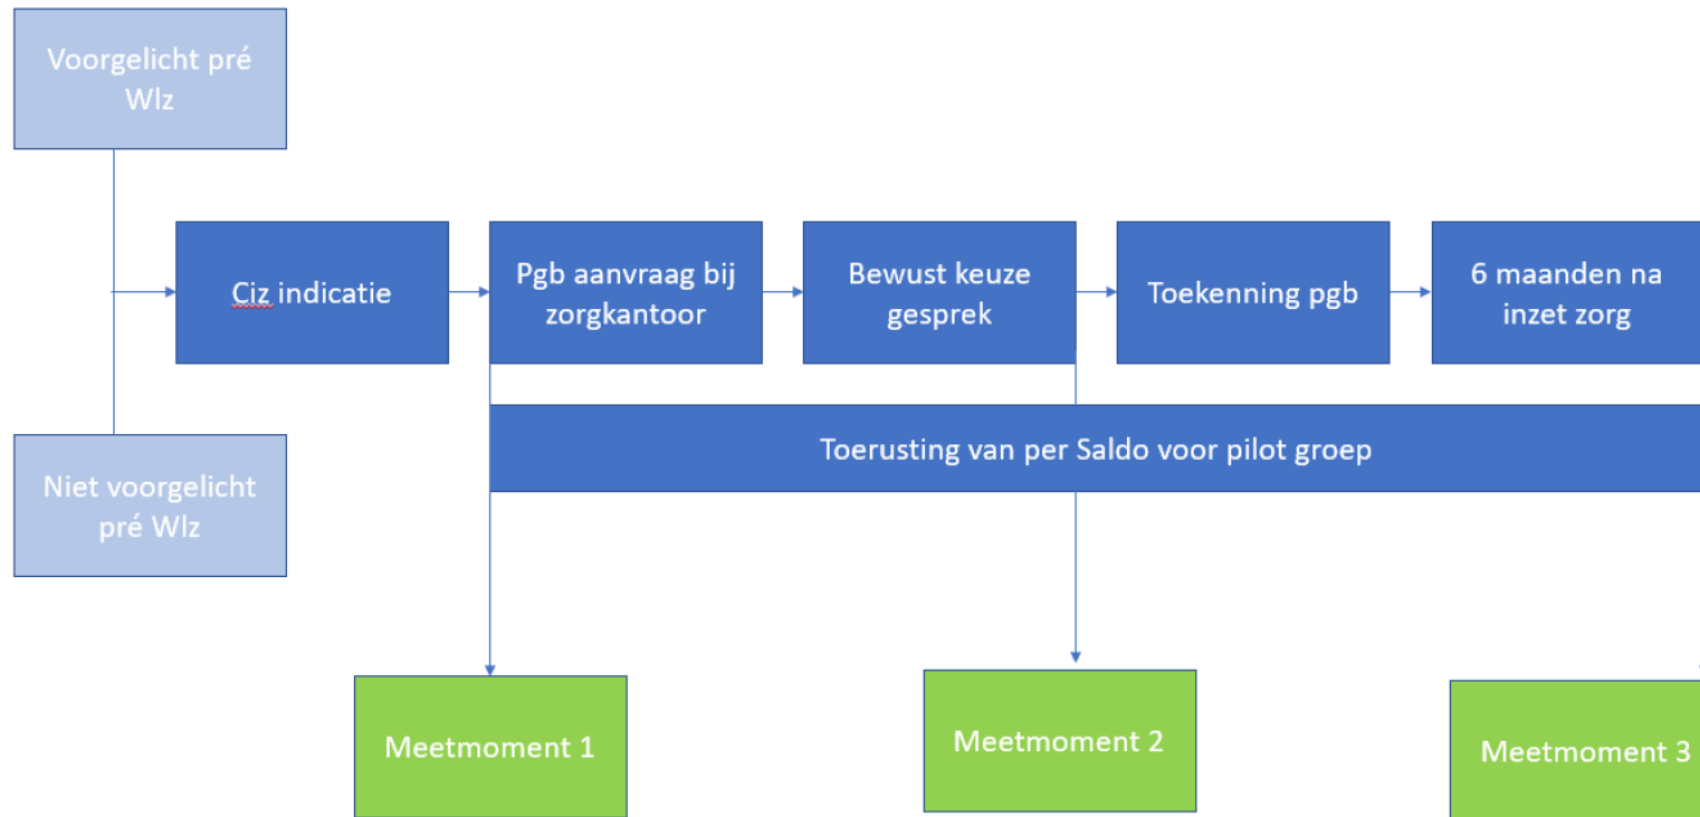 Voorgelicht pré
Wlz
Ciz indicatie
Pgb aanvraag bij
zorgkantoor
Bewust keuze
gesprek
Toekenning pgb
6 maanden na
inzet zorg
Toerusting van per Saldo voor pilot groep
Niet voorgelicht
pré Wlz
Meetmoment 1
Meetmoment 2
Meetmoment 3